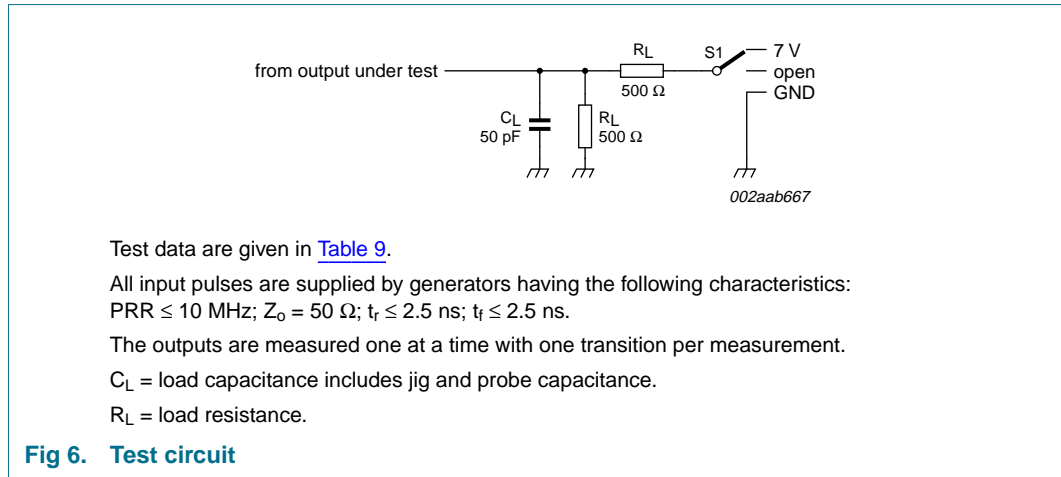 from output under test
RL
500 Ω
S1
7 V
open
GND
CL
50 pF
RL
500 Ω
002aab667
Test data are given in Table 9.
All input pulses are supplied by generators having the following characteristics:
PRR ≤ 10 MHz; Zo = 50 Ω; tr ≤ 2.5 ns; tf ≤ 2.5 ns.
The outputs are measured one at a time with one transition per measurement.
CL = load capacitance includes jig and probe capacitance.
RL = load resistance.
Fig 6. Test circuit